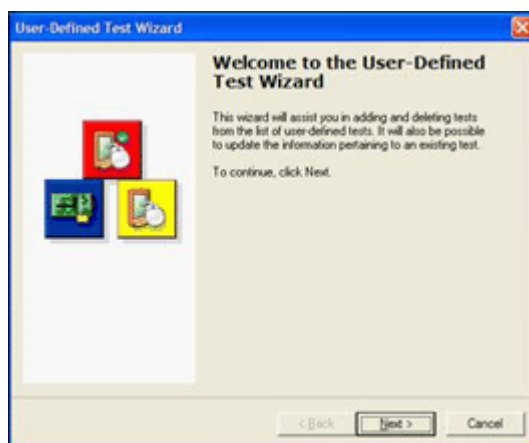 User-Defined Test Wizard
Welcome to the User-Defined
Test Wizard
This wizard will assist you in adding and deleting tests
from the list of user-defined tests. It will also be possible
to update the information pertaining to an existing test.
To continue, click Next.
< Back
Next >
Cancel